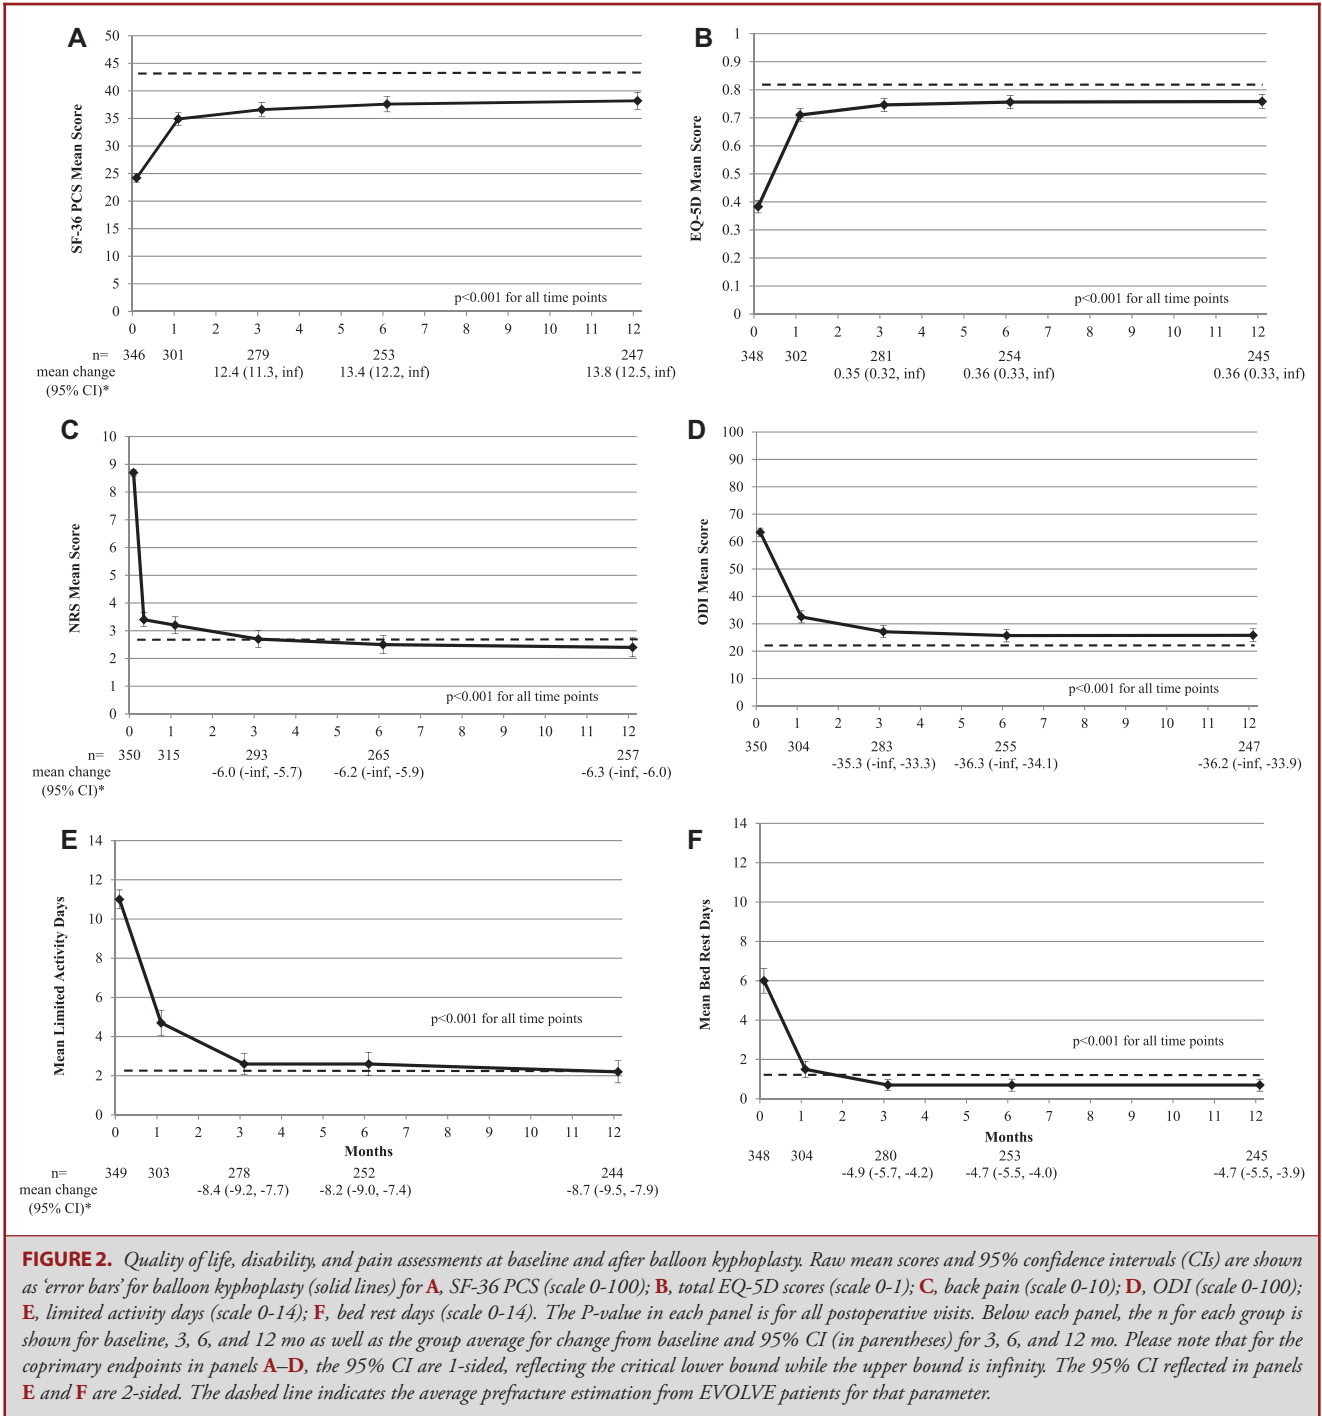 A
SF-36 PCS Mean Score
50
45
40
35
30
25
20
15
10
5
0
p<0.001 for all time points
0 1 2 3 4 5 6 7 8 9 10 11 12
n= 346 301 279 253 247
mean change 12.4 (11.3, inf) 13.4 (12.2, inf) 13.8 (12.5, inf)
(95% CI)*
B
EQ-5D Mean Score
1
0.9
0.8
0.7
0.6
0.5
0.4
0.3
0.2
0.1
0
p<0.001 for all time points
0 1 2 3 4 5 6 7 8 9 10 11 12
348 302 281 254 245
0.35 (0.32, inf) 0.36 (0.33, inf) 0.36 (0.33, inf)
C
NRS Mean Score
10
9
8
7
6
5
4
3
2
1
0
p<0.001 for all time points
0 1 2 3 4 5 6 7 8 9 10 11 12
n= 350 315 293 265 257
mean change -6.0 (-inf, -5.7) -6.2 (-inf, -5.9) -6.3 (-inf, -6.0)
(95% CI)*
D
ODI Mean Score
100
90
80
70
60
50
40
30
20
10
0
p<0.001 for all time points
0 1 2 3 4 5 6 7 8 9 10 11 12
350 304 283 255 247
-35.3 (-inf, -33.3) -36.3 (-inf, -34.1) -36.2 (-inf, -33.9)
E
Mean Limited Activity Days
14
12
10
8
6
4
2
0
p<0.001 for all time points
0 1 2 3 4 5 6 7 8 9 10 11 12
Months
n= 349 303 278 252 244
mean change -8.4 (-9.2, -7.7) -8.2 (-9.0, -7.4) -8.7 (-9.5, -7.9)
(95% CI)*
F
Mean Bed Rest Days
14
12
10
8
6
4
2
0
p<0.001 for all time points
0 1 2 3 4 5 6 7 8 9 10 11 12
Months
348 304 280 253 245
-4.9 (-5.7, -4.2) -4.7 (-5.5, -4.0) -4.7 (-5.5, -3.9)
FIGURE 2. Quality of life, disability, and pain assessments at baseline and after balloon kyphoplasty. Raw mean scores and 95% confidence intervals (CIs) are shown
as ‘error bars’ for balloon kyphoplasty (solid lines) for A, SF-36 PCS (scale 0-100); B, total EQ-5D scores (scale 0-1); C, back pain (scale 0-10); D, ODI (scale 0-100);
E, limited activity days (scale 0-14); F, bed rest days (scale 0-14). The P-value in each panel is for all postoperative visits. Below each panel, the n for each group is
shown for baseline, 3, 6, and 12 mo as well as the group average for change from baseline and 95% CI (in parentheses) for 3, 6, and 12 mo. Please note that for the
coprimary endpoints in panels A–D, the 95% CI are 1-sided, reflecting the critical lower bound while the upper bound is infinity. The 95% CI reflected in panels
E and F are 2-sided. The dashed line indicates the average prefracture estimation from EVOLVE patients for that parameter.